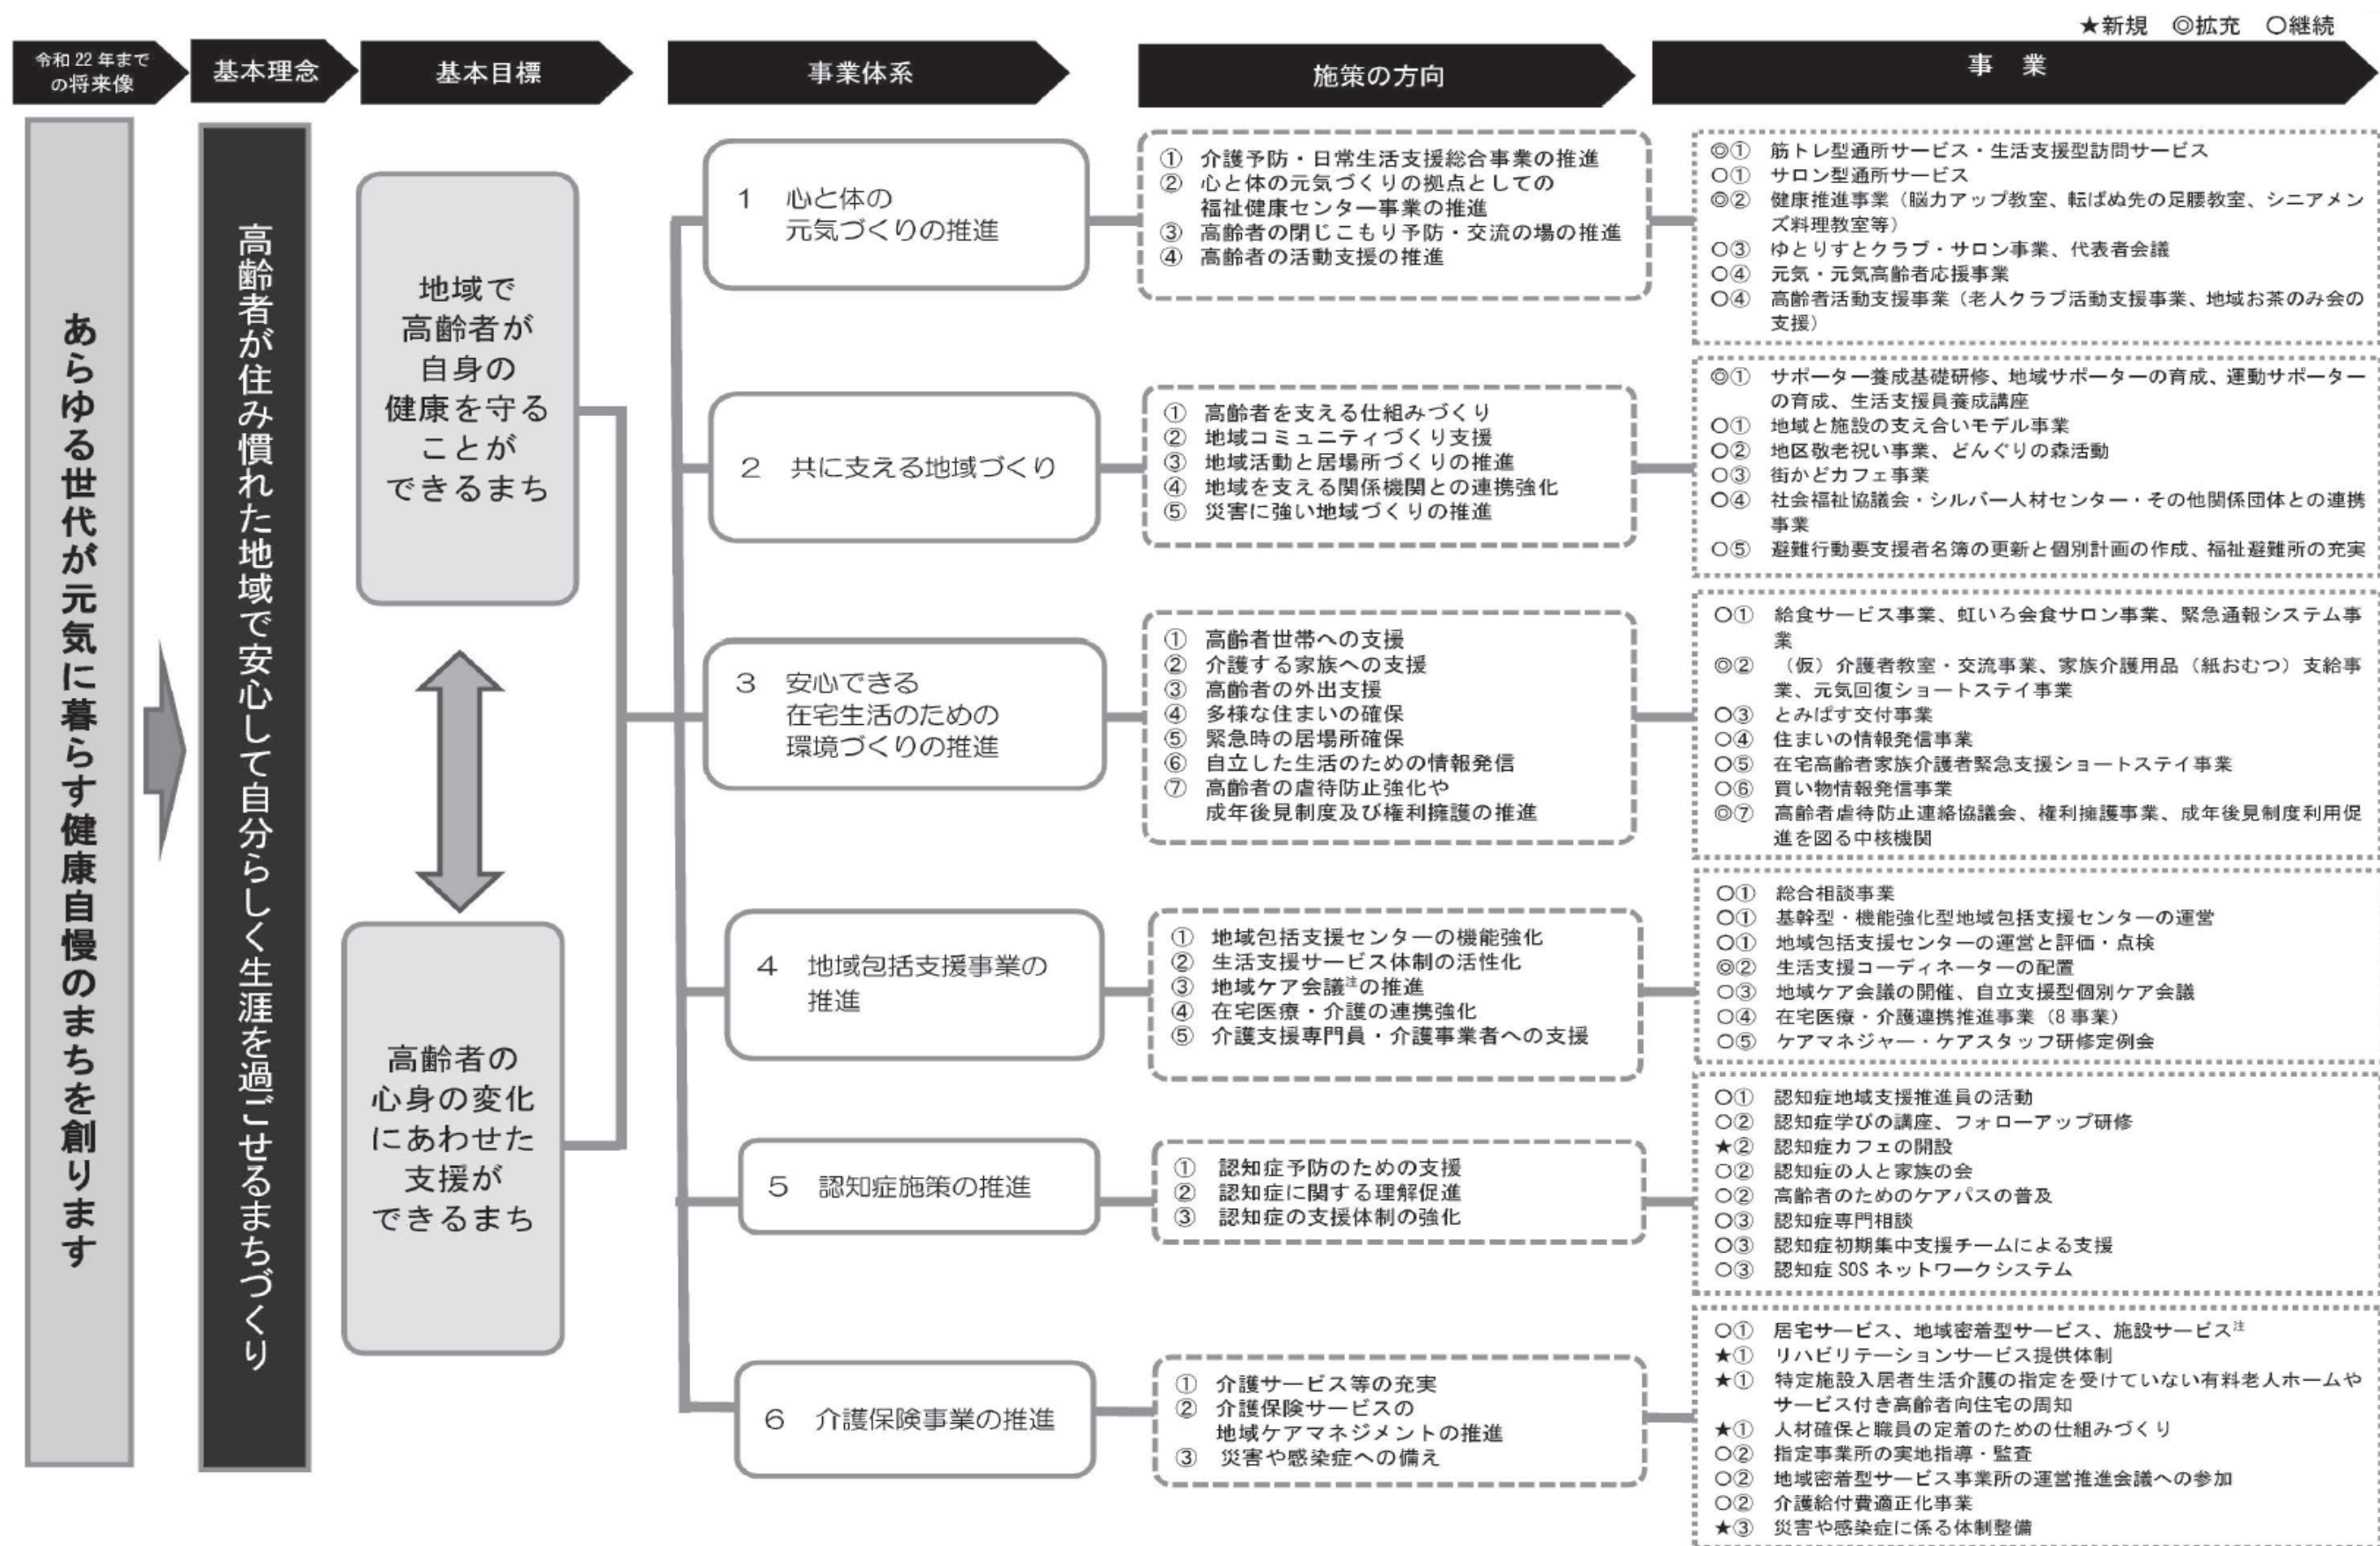 ★新規　◎拡充　○継続
令和22年まで
の将来像
基本理念
基本目標
事業体系
施策の方向
事　業
あらゆる世代が元気に暮らす健康自慢のまちを創ります
高齢者が住み慣れた地域で安心して自分らしく生涯を過ごせるまちづくり
地域で
高齢者が
自身の
健康を守る
ことが
できるまち
高齢者の
心身の変化
にあわせた
支援が
できるまち
1　心と体の
元気づくりの推進
①　介護予防・日常生活支援総合事業の推進
②　心と体の元気づくりの拠点としての
福祉健康センター事業の推進
③　高齢者の閉じこもり予防・交流の場の推進
④　高齢者の活動支援の推進
◎①　筋トレ型通所サービス・生活支援型訪問サービス
○①　サロン型通所サービス
◎②　健康推進事業（脳力アップ教室、転ばぬ先の足腰教室、シニアメン
ズ料理教室等）
○③　ゆとりすとクラブ・サロン事業、代表者会議
○④　元気・元気高齢者応援事業
○④　高齢者活動支援事業（老人クラブ活動支援事業、地域お茶のみ会の
支援）
2　共に支える地域づくり
①　高齢者を支える仕組みづくり
②　地域コミュニティづくり支援
③　地域活動と居場所づくりの推進
④　地域を支える関係機関との連携強化
⑤　災害に強い地域づくりの推進
◎①　サポーター養成基礎研修、地域サポーターの育成、運動サポーター
の育成、生活支援員養成講座
○①　地域と施設の支え合いモデル事業
○②　地区敬老祝い事業、どんぐりの森活動
○③　街かどカフェ事業
○④　社会福祉協議会・シルバー人材センター・その他関係団体との連携
事業
○⑤　避難行動要支援者名簿の更新と個別計画の作成、福祉避難所の充実
3　安心できる
在宅生活のための
環境づくりの推進
①　高齢者世帯への支援
②　介護する家族への支援
③　高齢者の外出支援
④　多様な住まいの確保
⑤　緊急時の居場所確保
⑥　自立した生活のための情報発信
⑦　高齢者の虐待防止強化や
成年後見制度及び権利擁護の推進
○①　給食サービス事業、虹いろ会食サロン事業、緊急通報システム事
業
◎②　（仮）介護者教室・交流事業、家族介護用品（紙おむつ）支給事
業、元気回復ショートステイ事業
○③　とみぱす交付事業
○④　住まいの情報発信事業
○⑤　在宅高齢者家族介護者緊急支援ショートステイ事業
○⑥　買い物情報発信事業
◎⑦　高齢者虐待防止連絡協議会、権利擁護事業、成年後見制度利用促
進を図る中核機関
4　地域包括支援事業の
推進
①　地域包括支援センターの機能強化
②　生活支援サービス体制の活性化
③　地域ケア会議注の推進
④　在宅医療・介護の連携強化
⑤　介護支援専門員・介護事業者への支援
○①　総合相談事業
○①　基幹型・機能強化型地域包括支援センターの運営
○①　地域包括支援センターの運営と評価・点検
◎②　生活支援コーディネーターの配置
○③　地域ケア会議の開催、自立支援型個別ケア会議
○④　在宅医療・介護連携推進事業（8事業）
○⑤　ケアマネジャー・ケアスタッフ研修定例会
5　認知症施策の推進
①　認知症予防のための支援
②　認知症に関する理解促進
③　認知症の支援体制の強化
○①　認知症地域支援推進員の活動
○②　認知症学びの講座、フォローアップ研修
★②　認知症カフェの開設
○②　認知症の人と家族の会
○②　高齢者のためのケアパスの普及
○③　認知症専門相談
○③　認知症初期集中支援チームによる支援
○③　認知症SOSネットワークシステム
6　介護保険事業の推進
①　介護サービス等の充実
②　介護保険サービスの
地域ケアマネジメントの推進
③　災害や感染症への備え
○①　居宅サービス、地域密着型サービス、施設サービス注
★①　リハビリテーションサービス提供体制
★①　特定施設入居者生活介護の指定を受けていない有料老人ホームや
サービス付き高齢者向住宅の周知
★①　人材確保と職員の定着のための仕組みづくり
○②　指定事業所の実地指導・監査
○②　地域密着型サービス事業所の運営推進会議への参加
○②　介護給付費適正化事業
★③　災害や感染症に係る体制整備